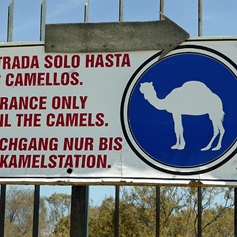 TRADA SOLO HASTA
CAMELLOS.
RANCE ONLY
IL THE CAMELS.
CHGANG NUR BIS
KAMELSTATION.